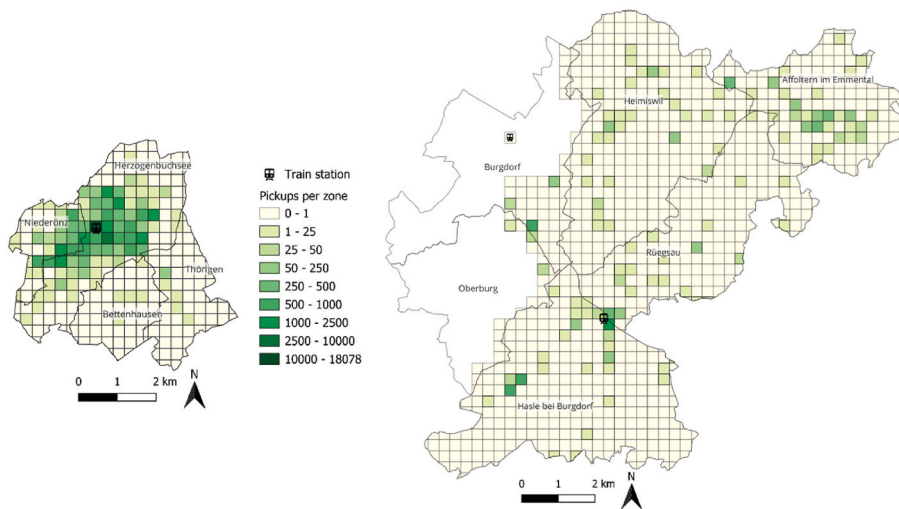 Herzogenbuchsee
Niederönz
Thörigen
Bettenhausen
0 1 2 km
N
Train station
Pickups per zone
0 - 1
1 - 25
25 - 50
50 - 250
250 - 500
500 - 1000
1000 - 2500
2500 - 10000
10000 - 18078
Affoltern im Emmental
Heimiswil
Burgdorf
Rüegsau
Oberburg
Hasle bei Burgdorf
0 1 2 km
N